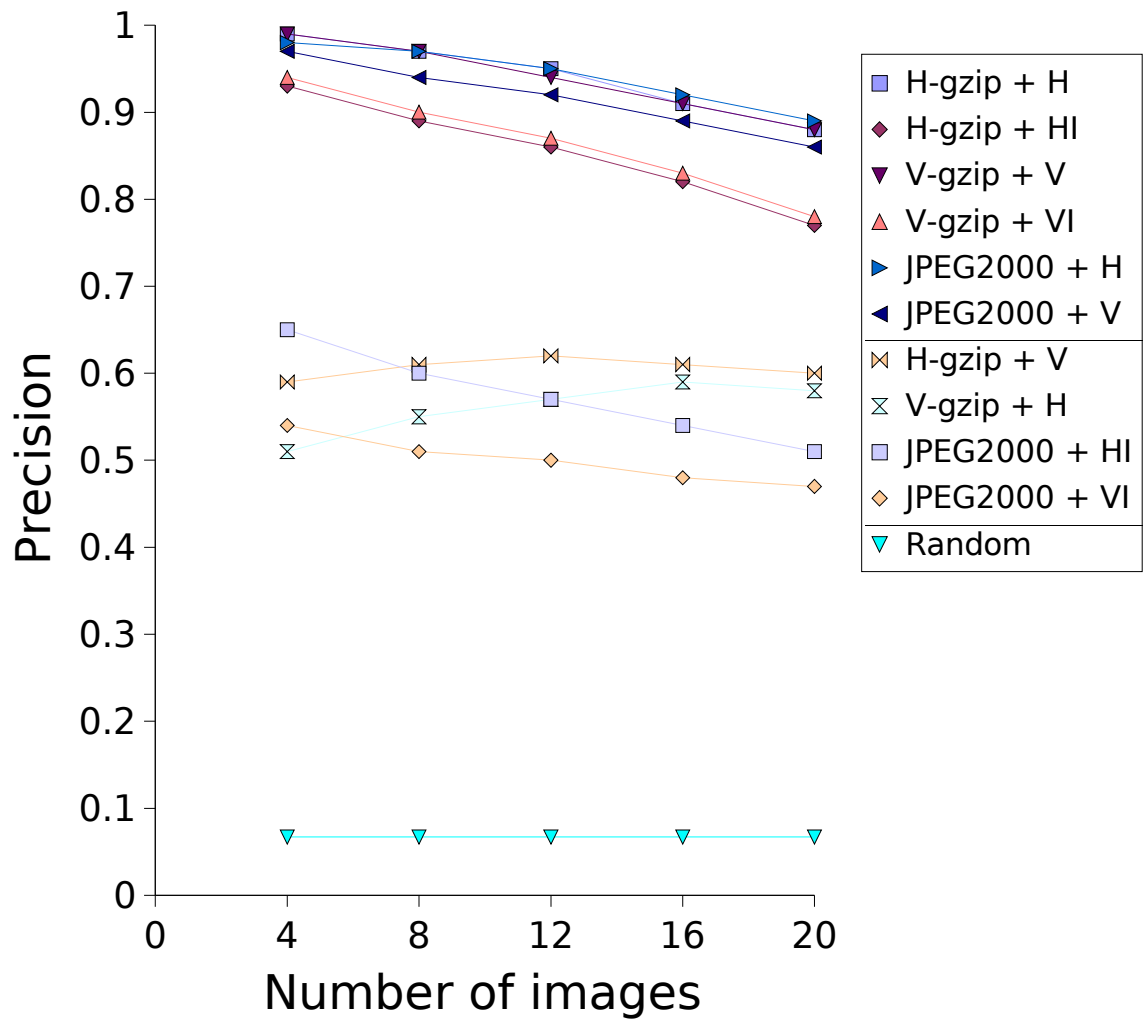 1
0.9
0.8
0.7
0.6
0.5
0.4
0.3
0.2
0.1
0
Precision
0 4 8 12 16 20
Number of images
H-gzip + H
H-gzip + HI
V-gzip + V
V-gzip + VI
JPEG2000 + H
JPEG2000 + V
H-gzip + V
V-gzip + H
JPEG2000 + HI
JPEG2000 + VI
Random